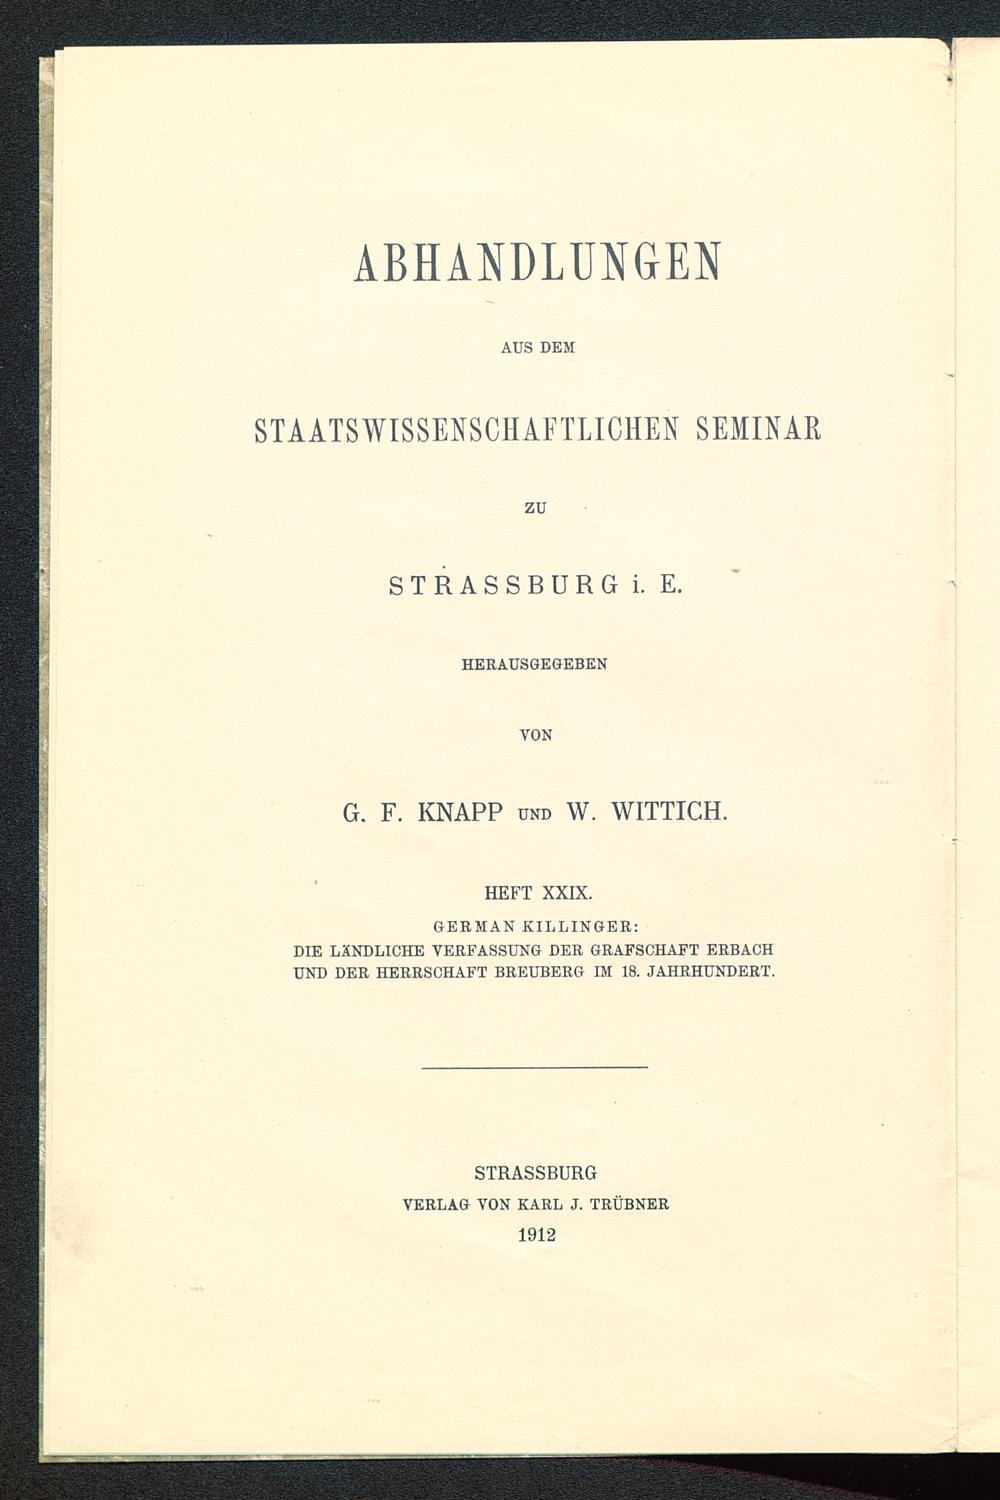 ABHANDLUNGEN
AUS DEM
STAATSWISSENSCHAFTLICHEN SEMINAR
ZU
STRASSBURG i. E.
HERAUSGEGEBEN
VON
G. F. KNAPP UND W. WITTICH.
HEFT XXIX.
GERMAN KILLINGER:
DIE LÄNDLICHE VERFASSUNG DER GRAFSCHAFT ERBACH
UND DER HERRSCHAFT BREUBERG IM 18. JAHRHUNDERT.
STRASSBURG
VERLAG VON KARL J. TRÜBNER
1912